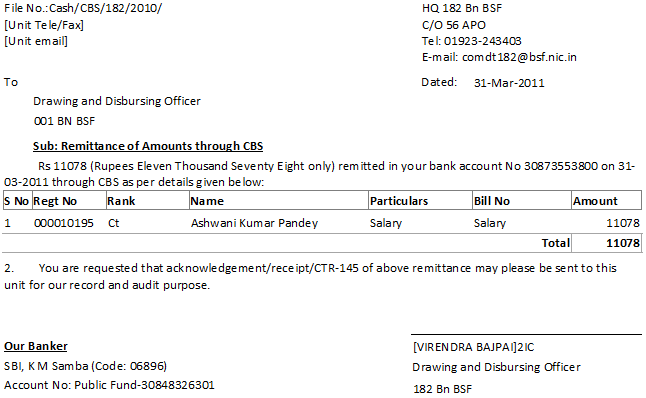 File No.:Cash/CBS/182/2010/
[Unit Tele/Fax]
[Unit email]
HQ 182 Bn BSF
C/O 56 APO
Tel: 01923-243403
E-mail: comdt182@bsf.nic.in
To
Dated: 31-Mar-2011
Drawing and Disbursing Officer
001 BN BSF
Sub: Remittance of Amounts through CBS
Rs 11078 (Rupees Eleven Thousand Seventy Eight only) remitted in your bank account No 30873553800 on 31-
03-2011 through CBS as per details given below:
S No Regt No Rank Name Particulars Bill No Amount
1 000010195 Ct Ashwani Kumar Pandey Salary Salary 11078
Total 11078
2. You are requested that acknowledgement/receipt/CTR-145 of above remittance may please be sent to this
unit for our record and audit purpose.
Our Banker
SBI, K M Samba (Code: 06896)
Account No: Public Fund-30848326301
[VIRENDRA BAJPAI]2IC
Drawing and Disbursing Officer
182 Bn BSF